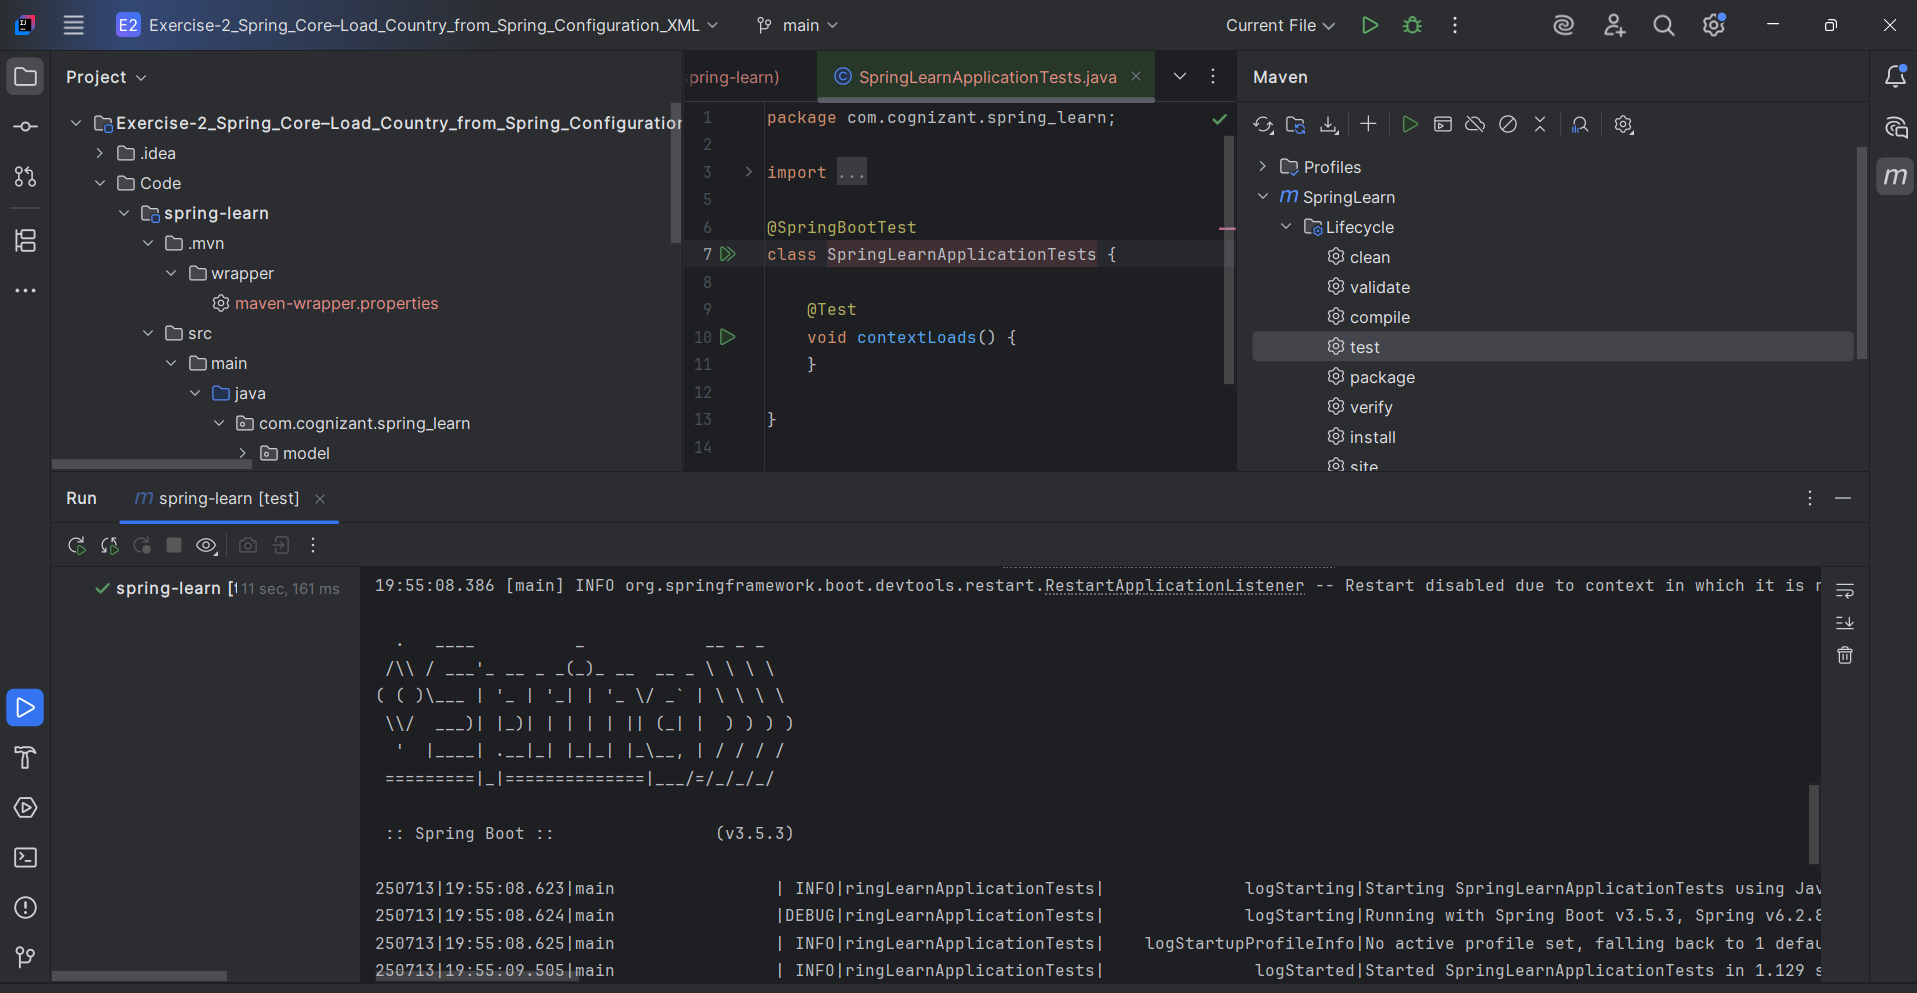 E2 Exercise-2_Spring_Core–Load_Country_from_Spring_Configuration_XML
main
Current File
Project
Exercise-2_Spring_Core–Load_Country_from_Spring_Configuration
.idea
Code
spring-learn
.mvn
wrapper
maven-wrapper.properties
src
main
java
com.cognizant.spring_learn
model
pring-learn)
SpringLearnApplicationTests.java
1 package com.cognizant.spring_learn;
2
3 import ...
5
6 @SpringBootTest
7 class SpringLearnApplicationTests {
8
9 @Test
10 void contextLoads() {
11 }
12
13 }
14
Maven
Profiles
m SpringLearn
Lifecycle
clean
validate
compile
test
package
verify
install
site
m
Run
m spring-learn [test]
spring-learn [t 11 sec, 161 ms
19:55:08.386 [main] INFO org.springframework.boot.devtools.restart.RestartApplicationListener -- Restart disabled due to context in which it is
  .   ____          _            __ _ _
 /\\ / ___'_ __ _ _(_)_ __  __ _ \ \ \ \
( ( )\___ | '_ | '_| | '_ \/ _` | \ \ \ \
 \\/  ___)| |_)| | | | | || (_| |  ) ) ) )
  '  |____| .__|_| |_|_| |_\__, | / / / /
 =========|_|==============|___/=/_/_/_/
:: Spring Boot :: (v3.5.3)
250713|19:55:08.623|main | INFO|ringLearnApplicationTests| logStarting|Starting SpringLearnApplicationTests using Jav
250713|19:55:08.624|main |DEBUG|ringLearnApplicationTests| logStarting|Running with Spring Boot v3.5.3, Spring v6.2.8
250713|19:55:08.625|main | INFO|ringLearnApplicationTests| logStartupProfileInfo|No active profile set, falling back to 1 defau
250713|19:55:09.505|main | INFO|ringLearnApplicationTests| logStarted|Started SpringLearnApplicationTests in 1.129 s